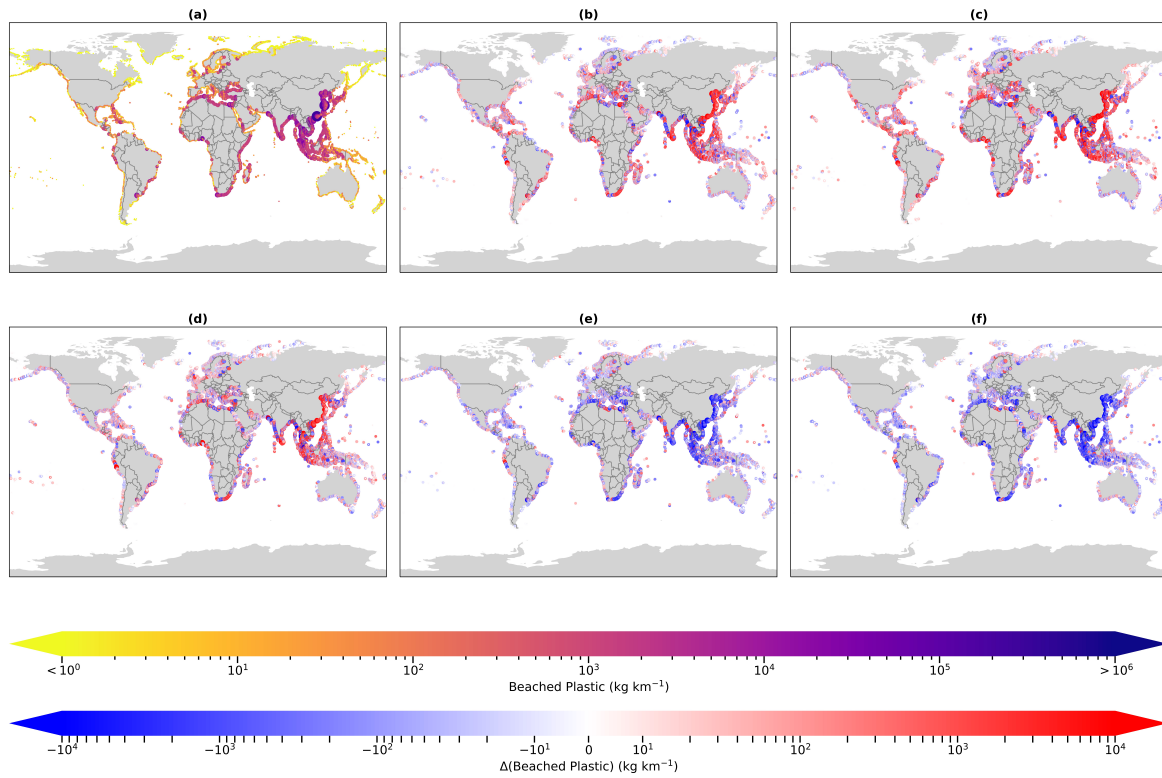 (a) (b) (c)
(d) (e) (f)
< 10⁰ 10¹ 10² 10³ 10⁴ 10⁵ > 10⁶
Beached Plastic (kg km⁻¹)
−10⁴ −10³ −10² −10¹ 0 10¹ 10² 10³ 10⁴
Δ(Beached Plastic) (kg km⁻¹)